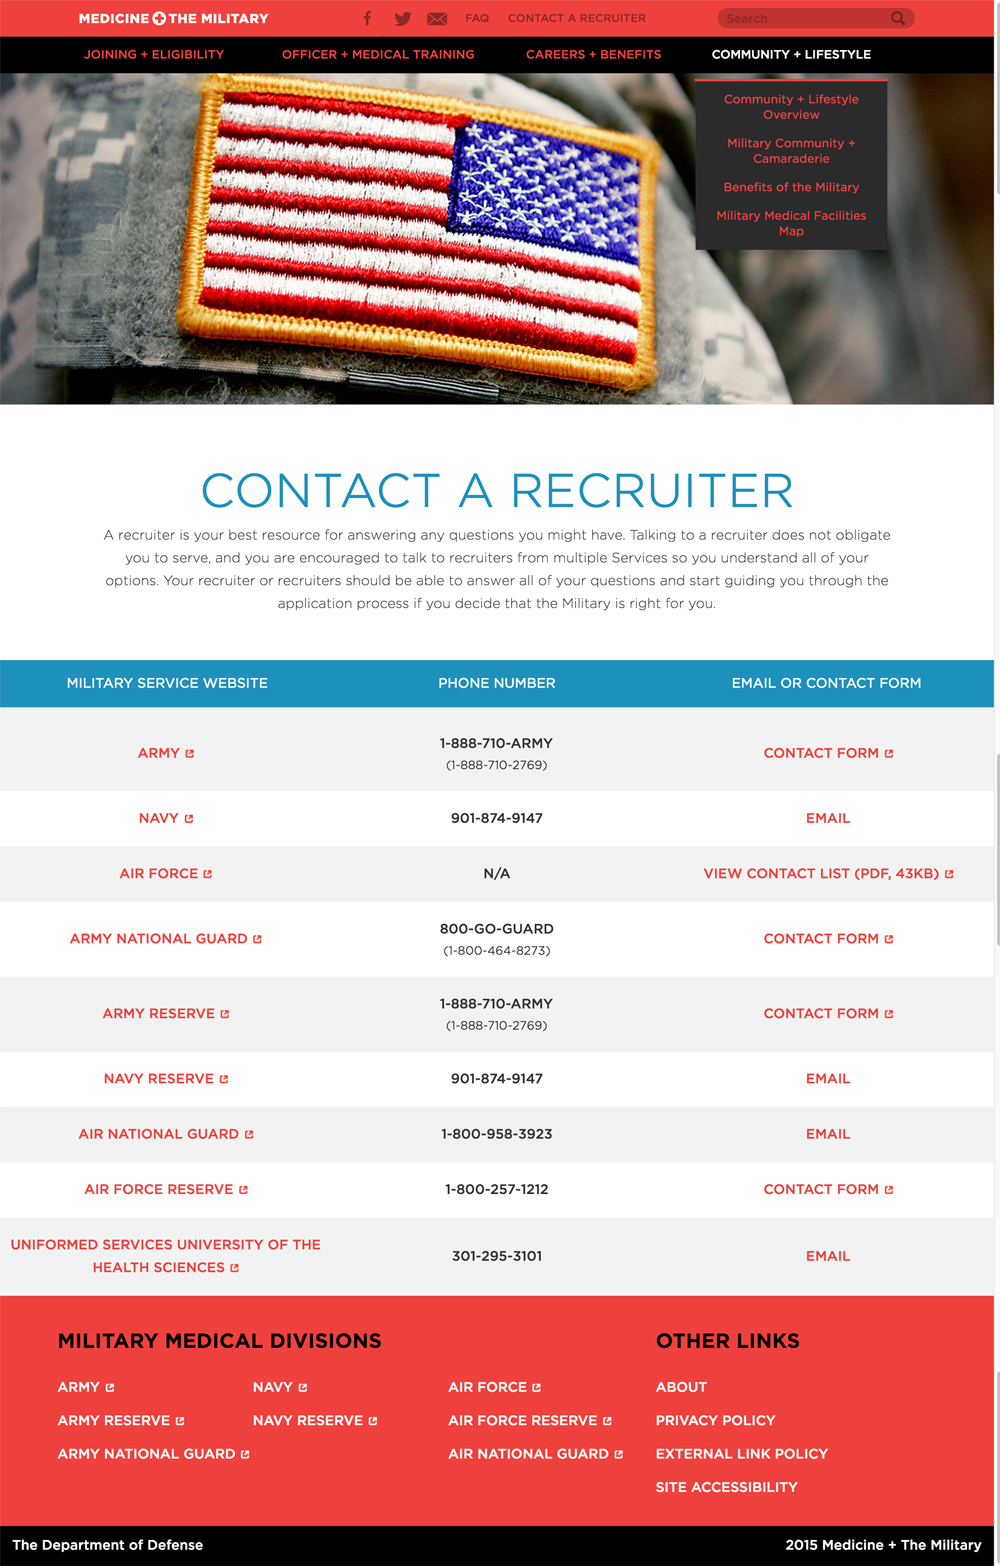 MEDICINE + THE MILITARY
FAQ
CONTACT A RECRUITER
Search
JOINING + ELIGIBILITY
OFFICER + MEDICAL TRAINING
CAREERS + BENEFITS
COMMUNITY + LIFESTYLE
Community + Lifestyle
Overview
Military Community +
Camaraderie
Benefits of the Military
Military Medical Facilities
Map
CONTACT A RECRUITER
A recruiter is your best resource for answering any questions you might have. Talking to a recruiter does not obligate
you to serve, and you are encouraged to talk to recruiters from multiple Services so you understand all of your
options. Your recruiter or recruiters should be able to answer all of your questions and start guiding you through the
application process if you decide that the Military is right for you.
MILITARY SERVICE WEBSITE
PHONE NUMBER
EMAIL OR CONTACT FORM
ARMY
1-888-710-ARMY
(1-888-710-2769)
CONTACT FORM
NAVY
901-874-9147
EMAIL
AIR FORCE
N/A
VIEW CONTACT LIST (PDF, 43KB)
ARMY NATIONAL GUARD
800-GO-GUARD
(1-800-464-8273)
CONTACT FORM
ARMY RESERVE
1-888-710-ARMY
(1-888-710-2769)
CONTACT FORM
NAVY RESERVE
901-874-9147
EMAIL
AIR NATIONAL GUARD
1-800-958-3923
EMAIL
AIR FORCE RESERVE
1-800-257-1212
CONTACT FORM
UNIFORMED SERVICES UNIVERSITY OF THE
HEALTH SCIENCES
301-295-3101
EMAIL
MILITARY MEDICAL DIVISIONS
ARMY
NAVY
AIR FORCE
ARMY RESERVE
NAVY RESERVE
AIR FORCE RESERVE
ARMY NATIONAL GUARD
AIR NATIONAL GUARD
OTHER LINKS
ABOUT
PRIVACY POLICY
EXTERNAL LINK POLICY
SITE ACCESSIBILITY
The Department of Defense
2015 Medicine + The Military